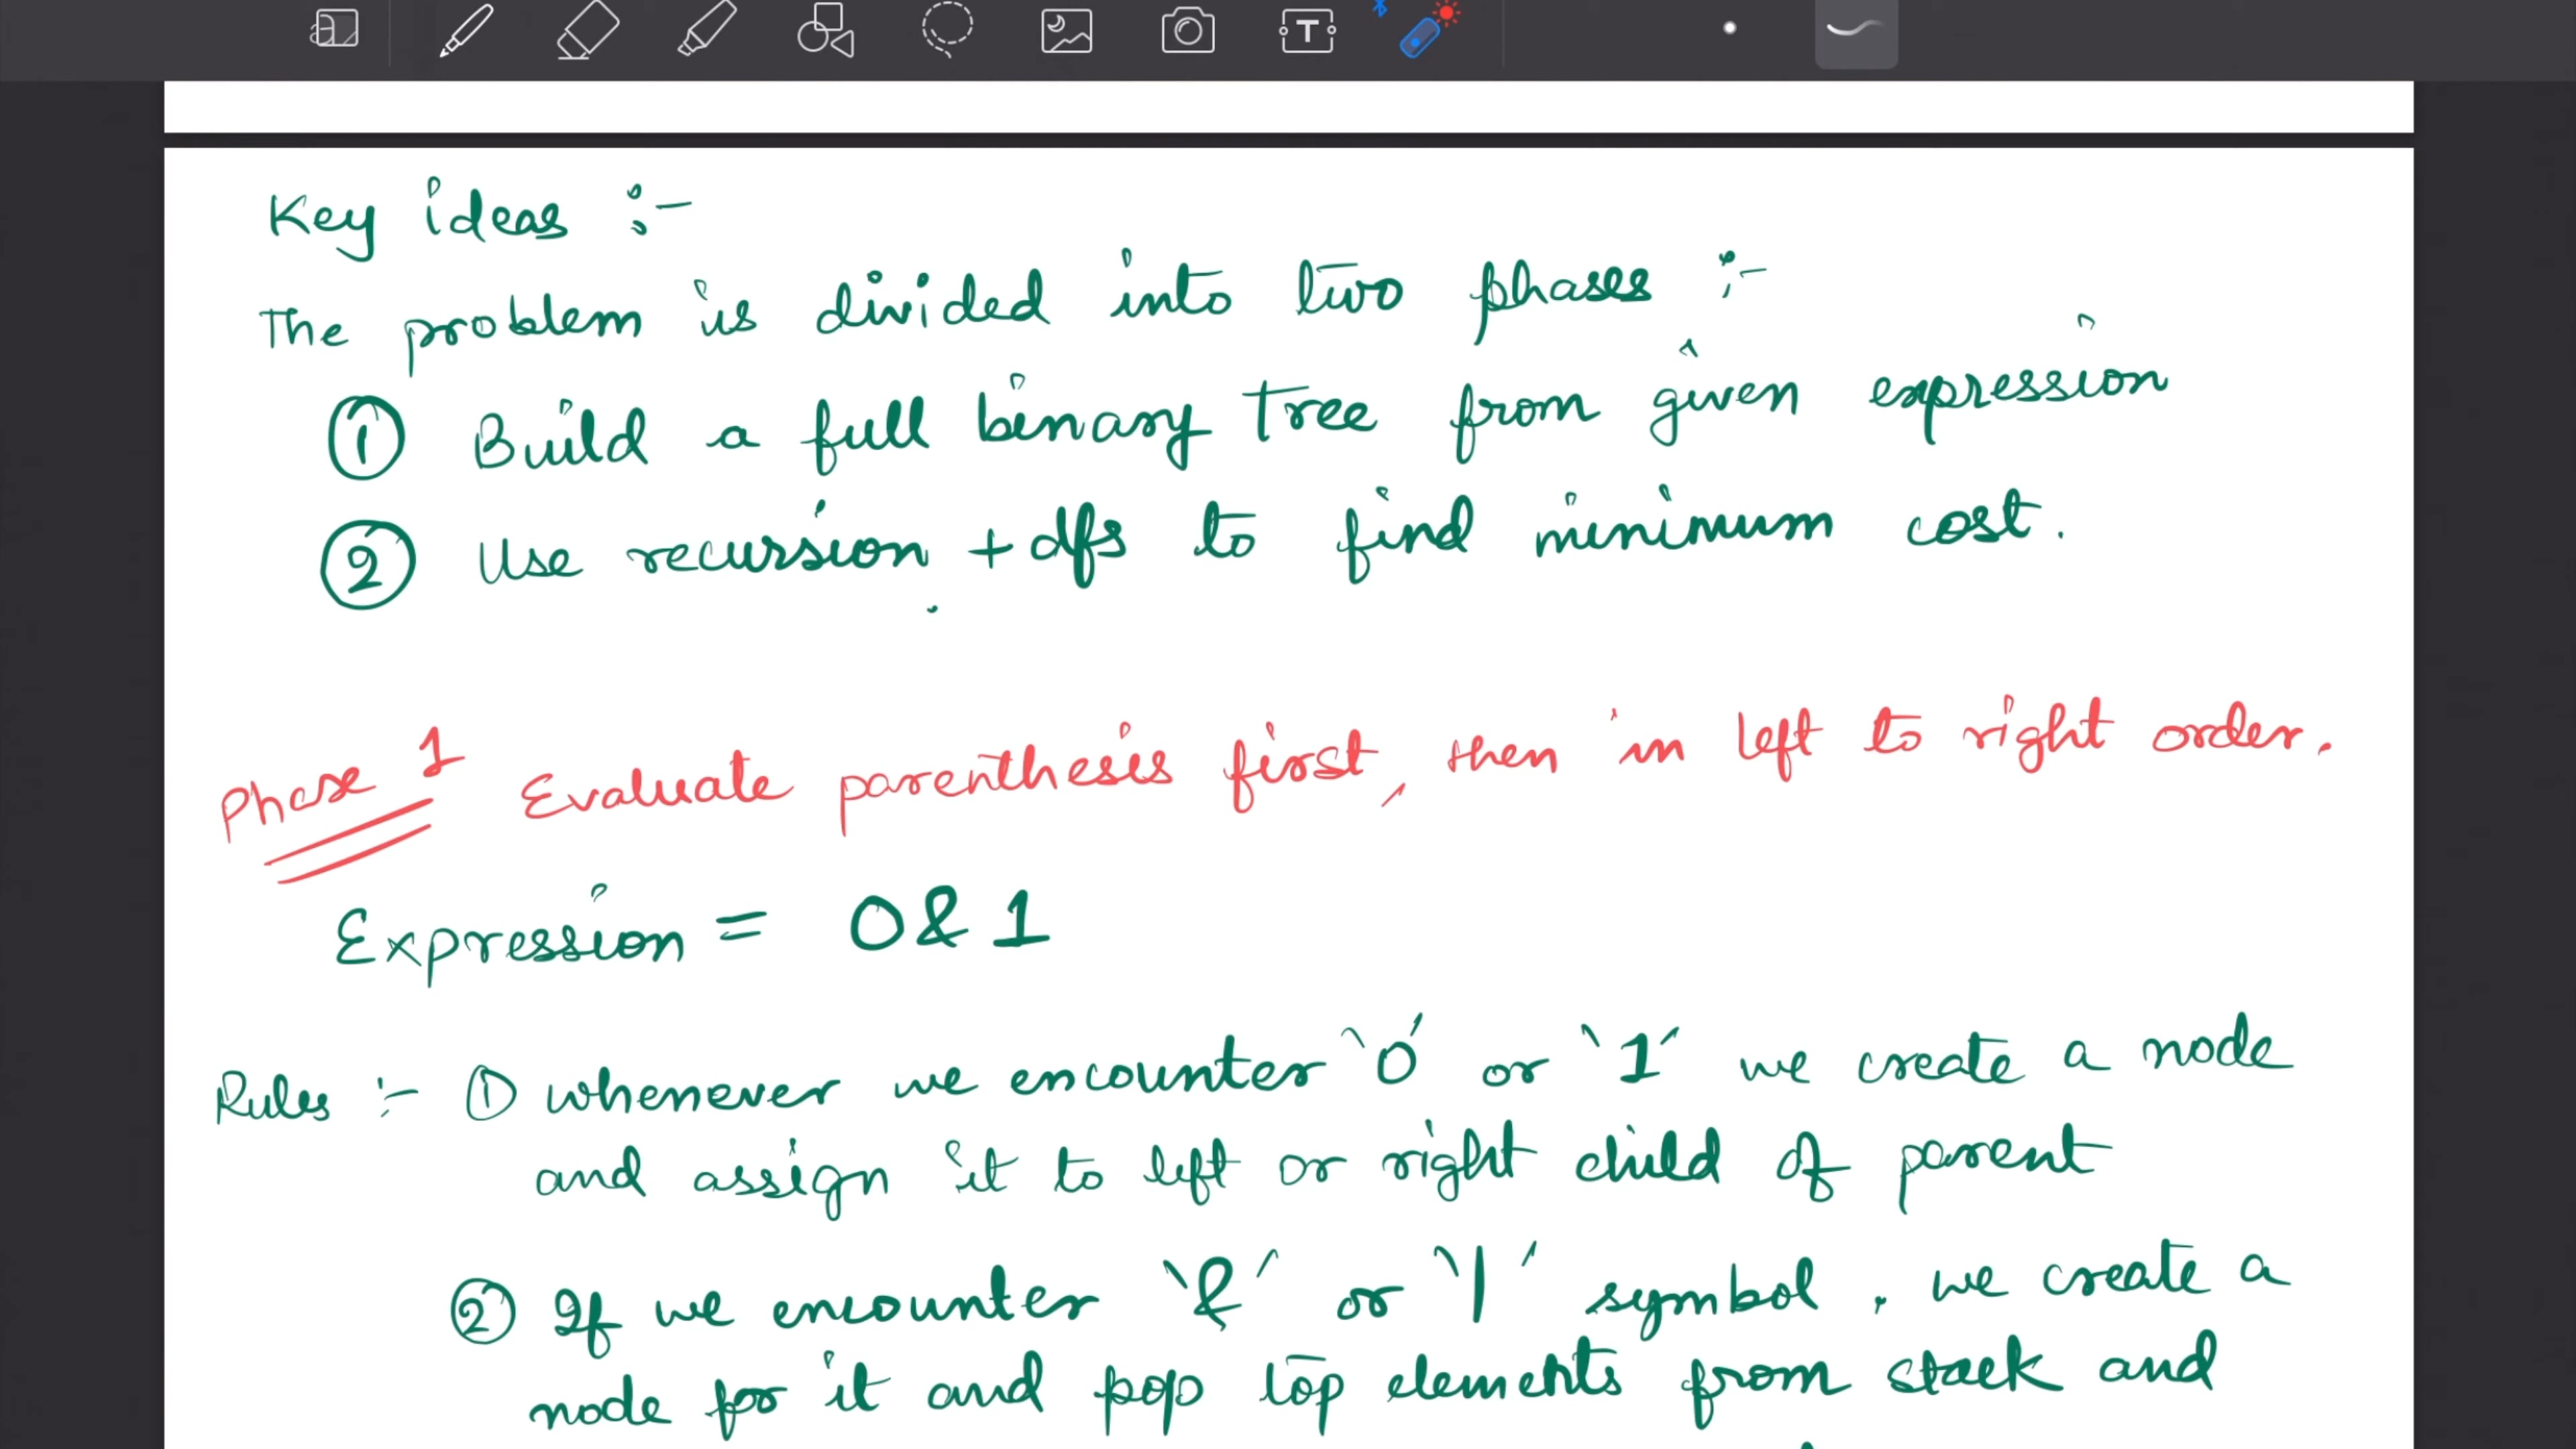 Key ideas :-
The problem is divided into two phases :-
① Build a full binary Tree from given expression
② Use recursion + dfs to find minimum cost.
Phase 1 Evaluate parenthesis first, then in left to right order.
Expression = 0&1
Rules :- ① whenever we encounter `0´ or `1´ we create a node
and assign it to left or right child of parent
② If we encounter `&´ or `|´ symbol. we create a
node for it and pop top elements from stack and